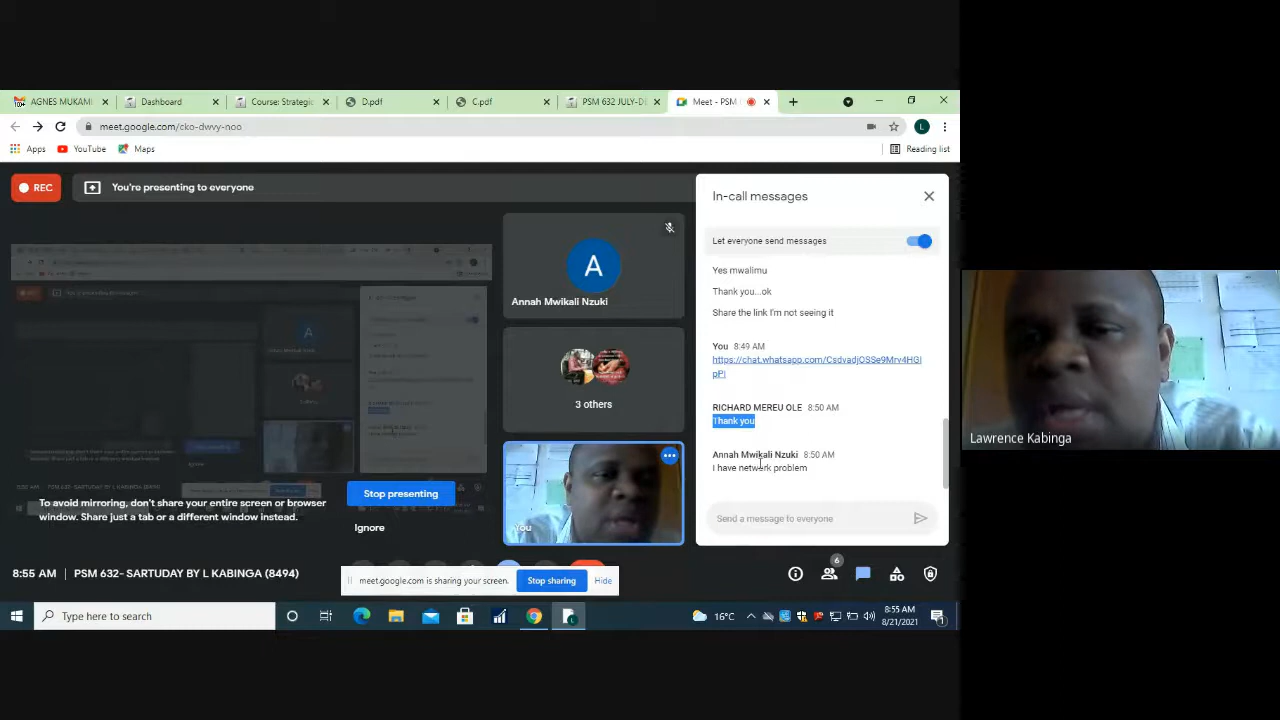 AGNES MUKAMI
Dashboard
Course: Strategic
D.pdf
C.pdf
PSM 632 JULY-DE
Meet - PSM
meet.google.com/cko-dwvy-noo
L
Apps
YouTube
Maps
Reading list
REC
You're presenting to everyone
In-call messages
Let everyone send messages
Yes mwalimu
Thank you...ok
Share the link I'm not seeing it
You 8:49 AM
RICHARD MEREU OLE 8:50 AM
Thank you
Annah Mwikali Nzuki 8:50 AM
I have network problem
Send a message to everyone
A
Annah Mwikali Nzuki
3 others
You
To avoid mirroring, don't share your entire screen or browser
window. Share just a tab or a different window instead.
Stop presenting
Ignore
8:55 AM | PSM 632- SARTUDAY BY L KABINGA (8494)
meet.google.com is sharing your screen.
Stop sharing
Hide
6
Type here to search
16°C
8:55 AM
8/21/2021
Lawrence Kabinga